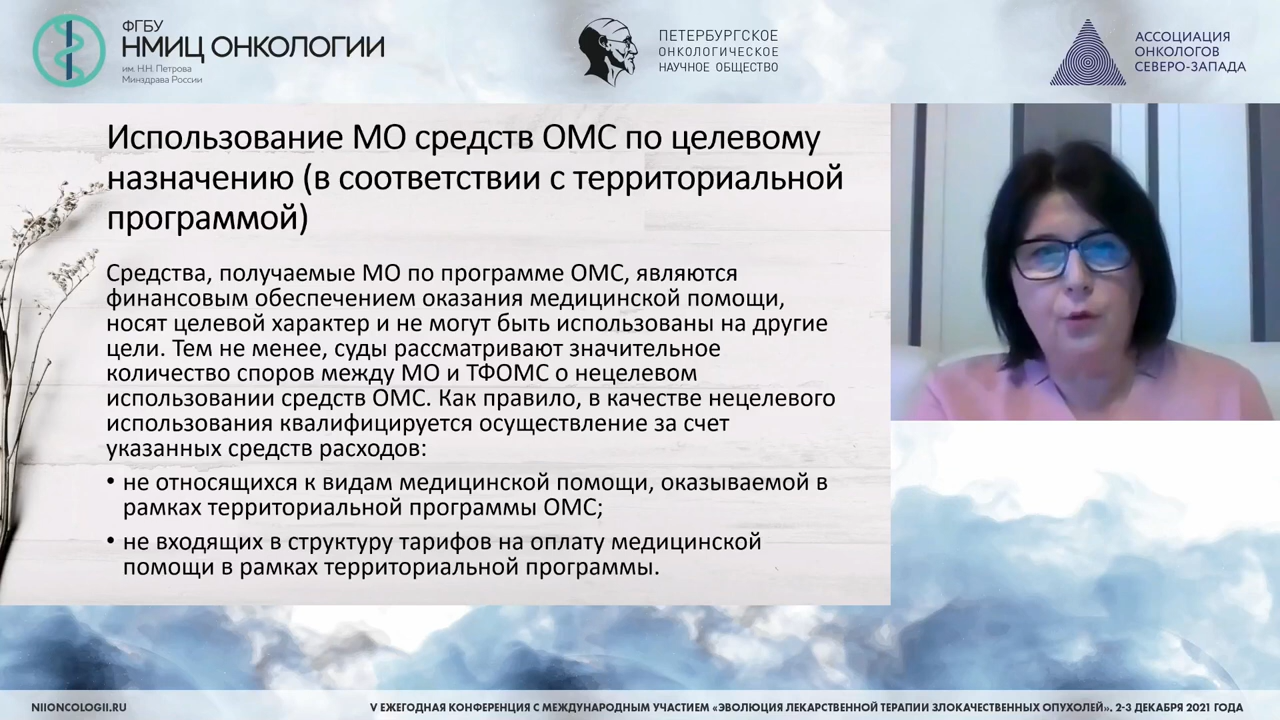 ФГБУ
НМИЦ ОНКОЛОГИИ
им. Н.Н. Петрова
Минздрава России
ПЕТЕРБУРГСКОЕ
ОНКОЛОГИЧЕСКОЕ
НАУЧНОЕ ОБЩЕСТВО
АССОЦИАЦИЯ
ОНКОЛОГОВ
СЕВЕРО-ЗАПАДА
Использование МО средств ОМС по целевому
назначению (в соответствии с территориальной
программой)
Средства, получаемые МО по программе ОМС, являются
финансовым обеспечением оказания медицинской помощи,
носят целевой характер и не могут быть использованы на другие
цели. Тем не менее, суды рассматривают значительное
количество споров между МО и ТФОМС о нецелевом
использовании средств ОМС. Как правило, в качестве нецелевого
использования квалифицируется осуществление за счет
указанных средств расходов:
• не относящихся к видам медицинской помощи, оказываемой в
рамках территориальной программы ОМС;
• не входящих в структуру тарифов на оплату медицинской
помощи в рамках территориальной программы.
NIIONCOLOGII.RU
V ЕЖЕГОДНАЯ КОНФЕРЕНЦИЯ С МЕЖДУНАРОДНЫМ УЧАСТИЕМ «ЭВОЛЮЦИЯ ЛЕКАРСТВЕННОЙ ТЕРАПИИ ЗЛОКАЧЕСТВЕННЫХ ОПУХОЛЕЙ». 2-3 ДЕКАБРЯ 2021 ГОДА